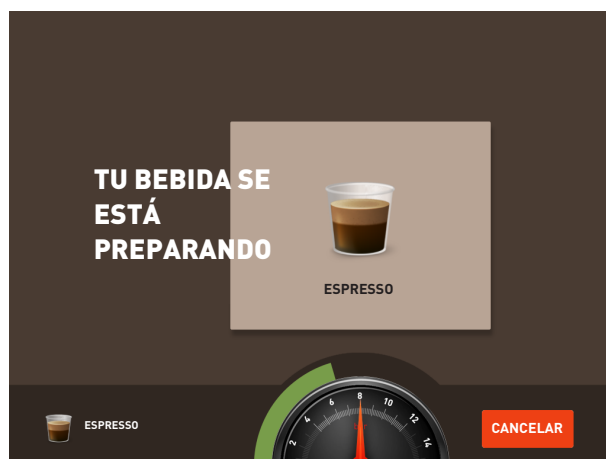 TU BEBIDA SE
ESTÁ
PREPARANDO
ESPRESSO
2 4 6 8 10 12 14
ESPRESSO
CANCELAR